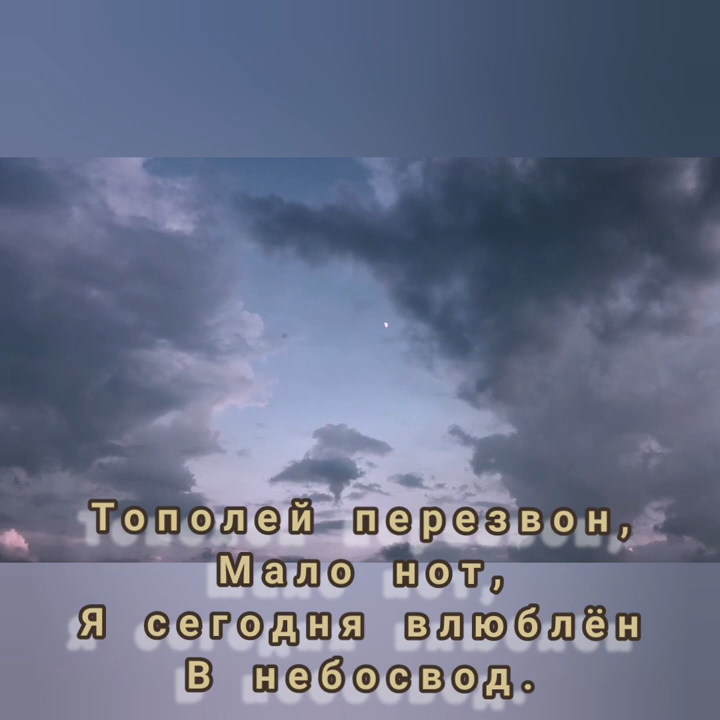 Тополей перезвон,
Мало нот,
Я сегодня влюблён
В небосвод.